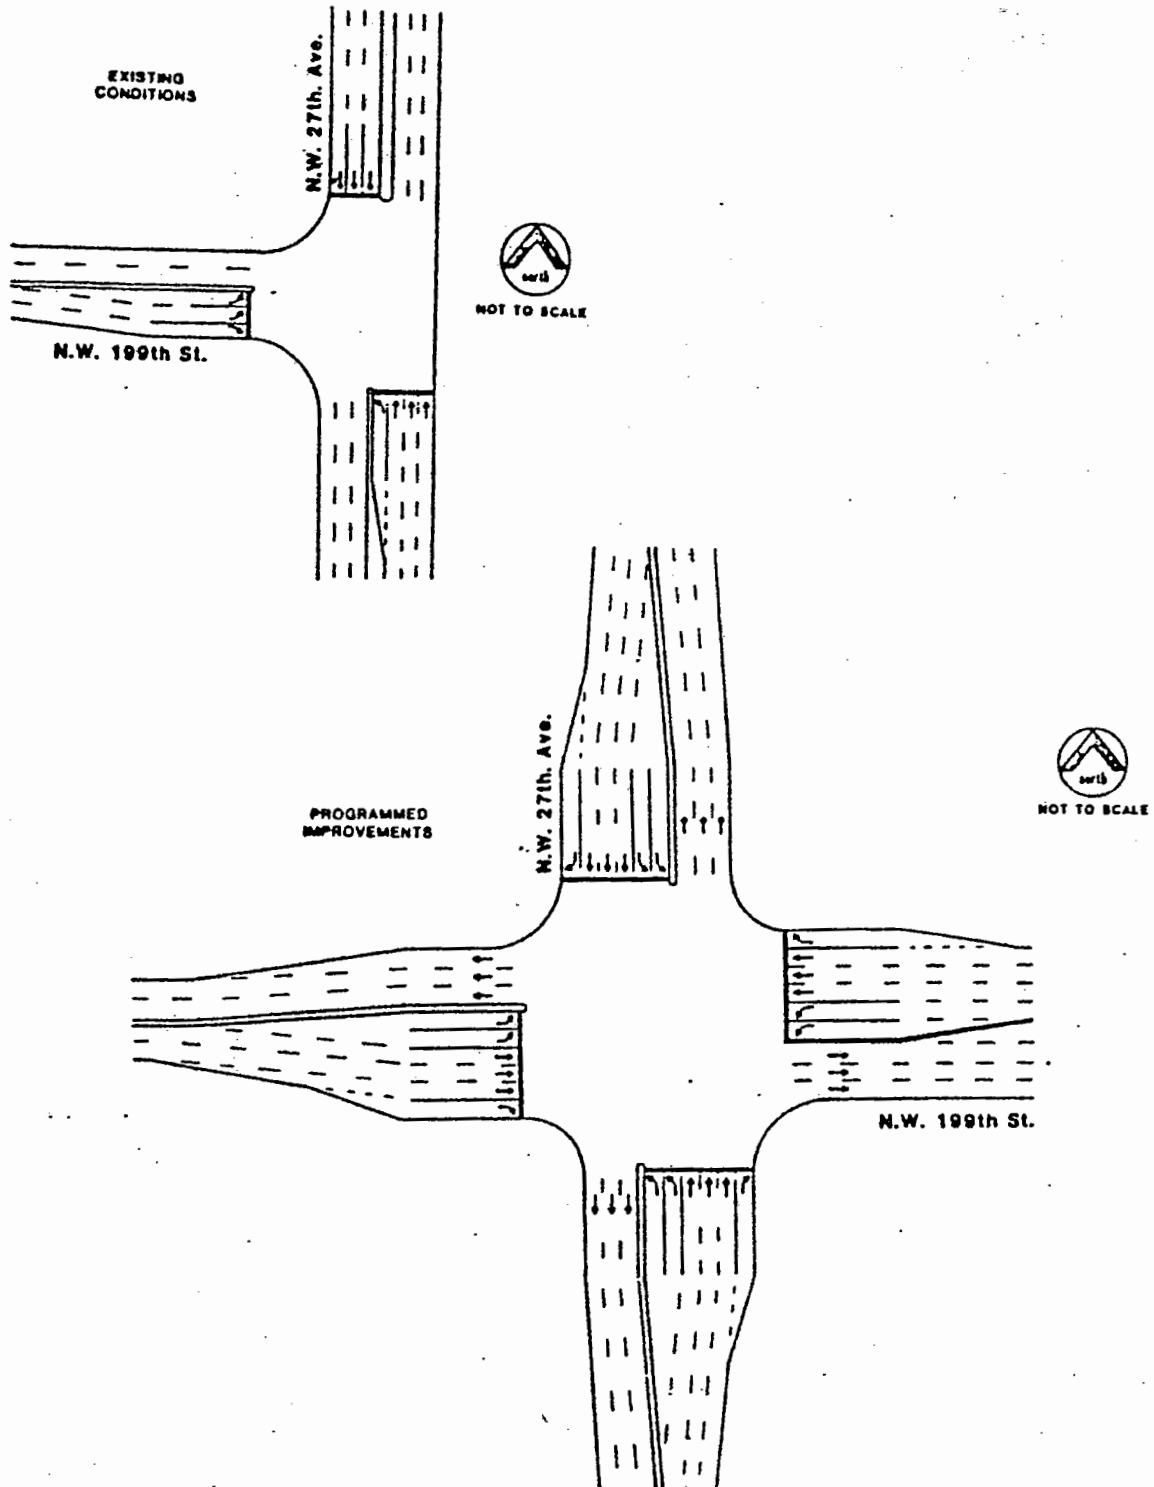 EXISTING
CONDITIONS
N.W. 27th. Ave.
north
NOT TO SCALE
N.W. 199th St.
N.W. 27th. Ave.
PROGRAMMED
IMPROVEMENTS
north
NOT TO SCALE
N.W. 199th St.